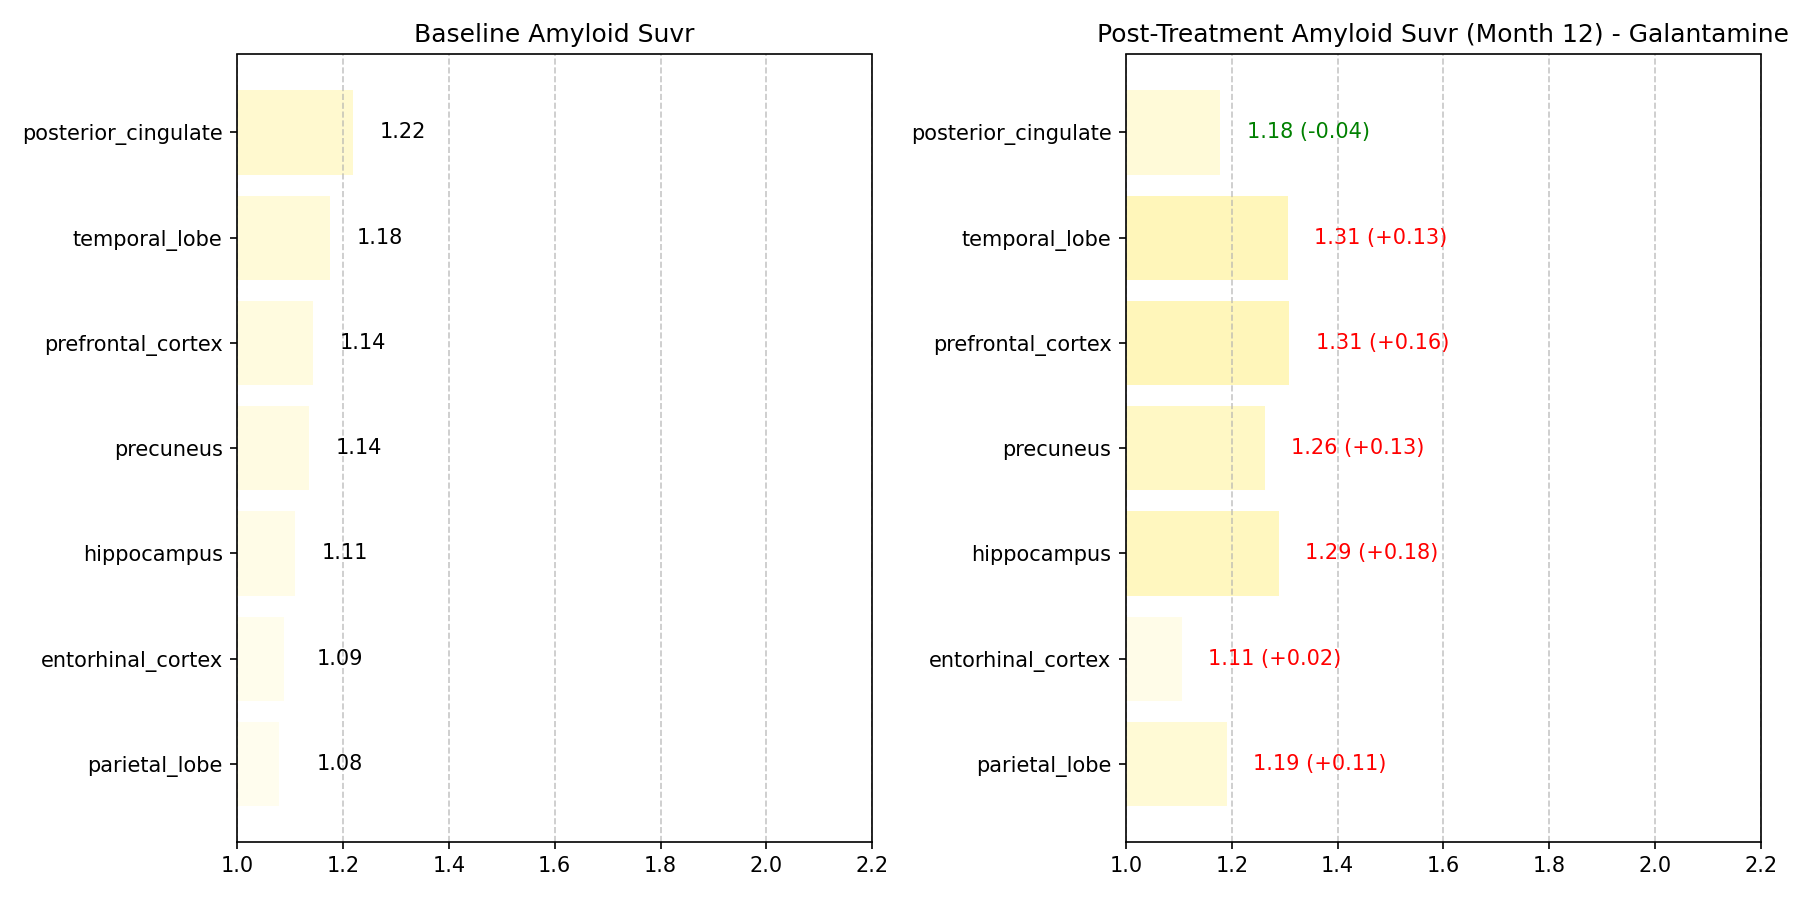 Baseline Amyloid Suvr
posterior_cingulate
1.22
temporal_lobe
1.18
prefrontal_cortex
1.14
precuneus
1.14
hippocampus
1.11
entorhinal_cortex
1.09
parietal_lobe
1.08
1.0 1.2 1.4 1.6 1.8 2.0 2.2
Post-Treatment Amyloid Suvr (Month 12) - Galantamine
posterior_cingulate
1.18 (-0.04)
temporal_lobe
1.31 (+0.13)
prefrontal_cortex
1.31 (+0.16)
precuneus
1.26 (+0.13)
hippocampus
1.29 (+0.18)
entorhinal_cortex
1.11 (+0.02)
parietal_lobe
1.19 (+0.11)
1.0 1.2 1.4 1.6 1.8 2.0 2.2